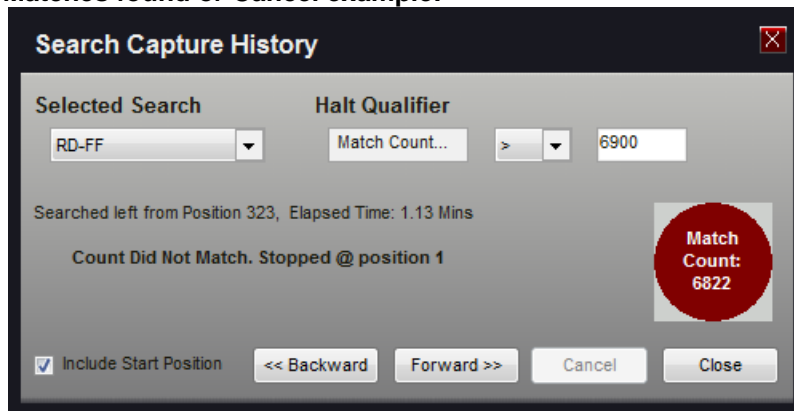 Search Capture History
Selected Search
Halt Qualifier
RD-FF
Match Count...
>
6900
Searched left from Position 323, Elapsed Time: 1.13 Mins
Count Did Not Match. Stopped @ position 1
Match
Count:
6822
Include Start Position
<< Backward
Forward >>
Cancel
Close